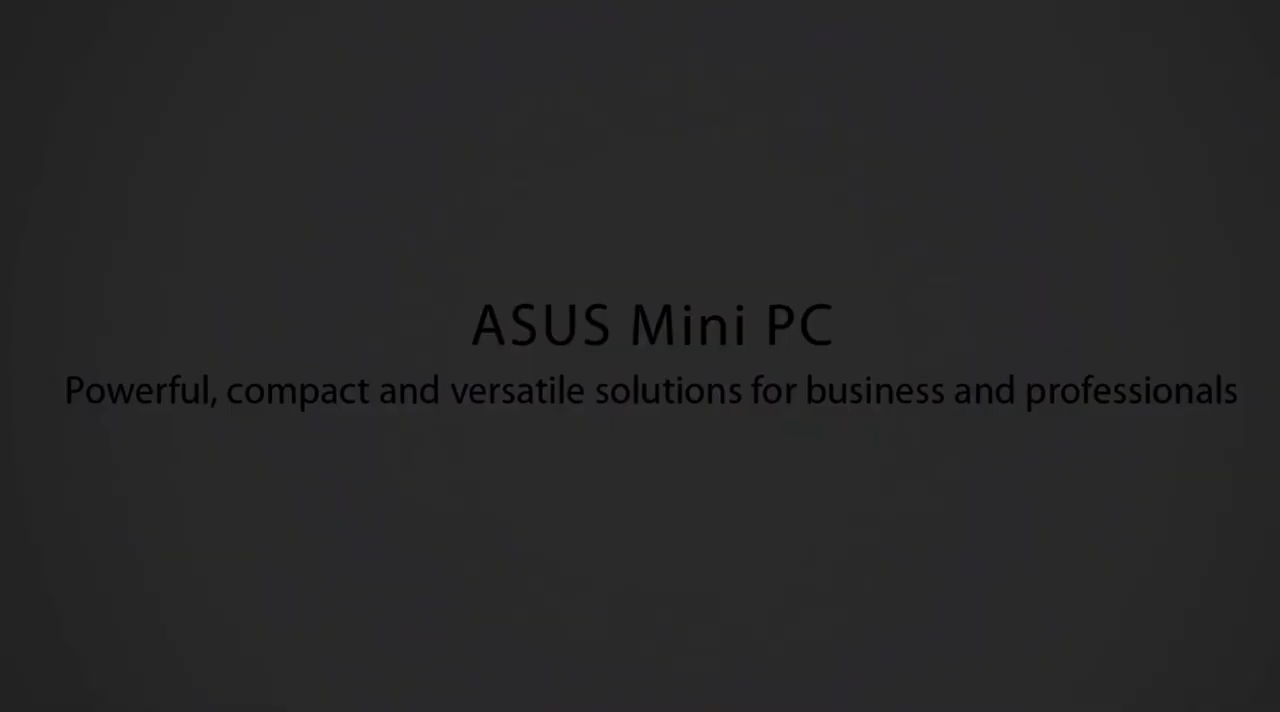 ASUS Mini PC
Powerful, compact and versatile solutions for business and professionals